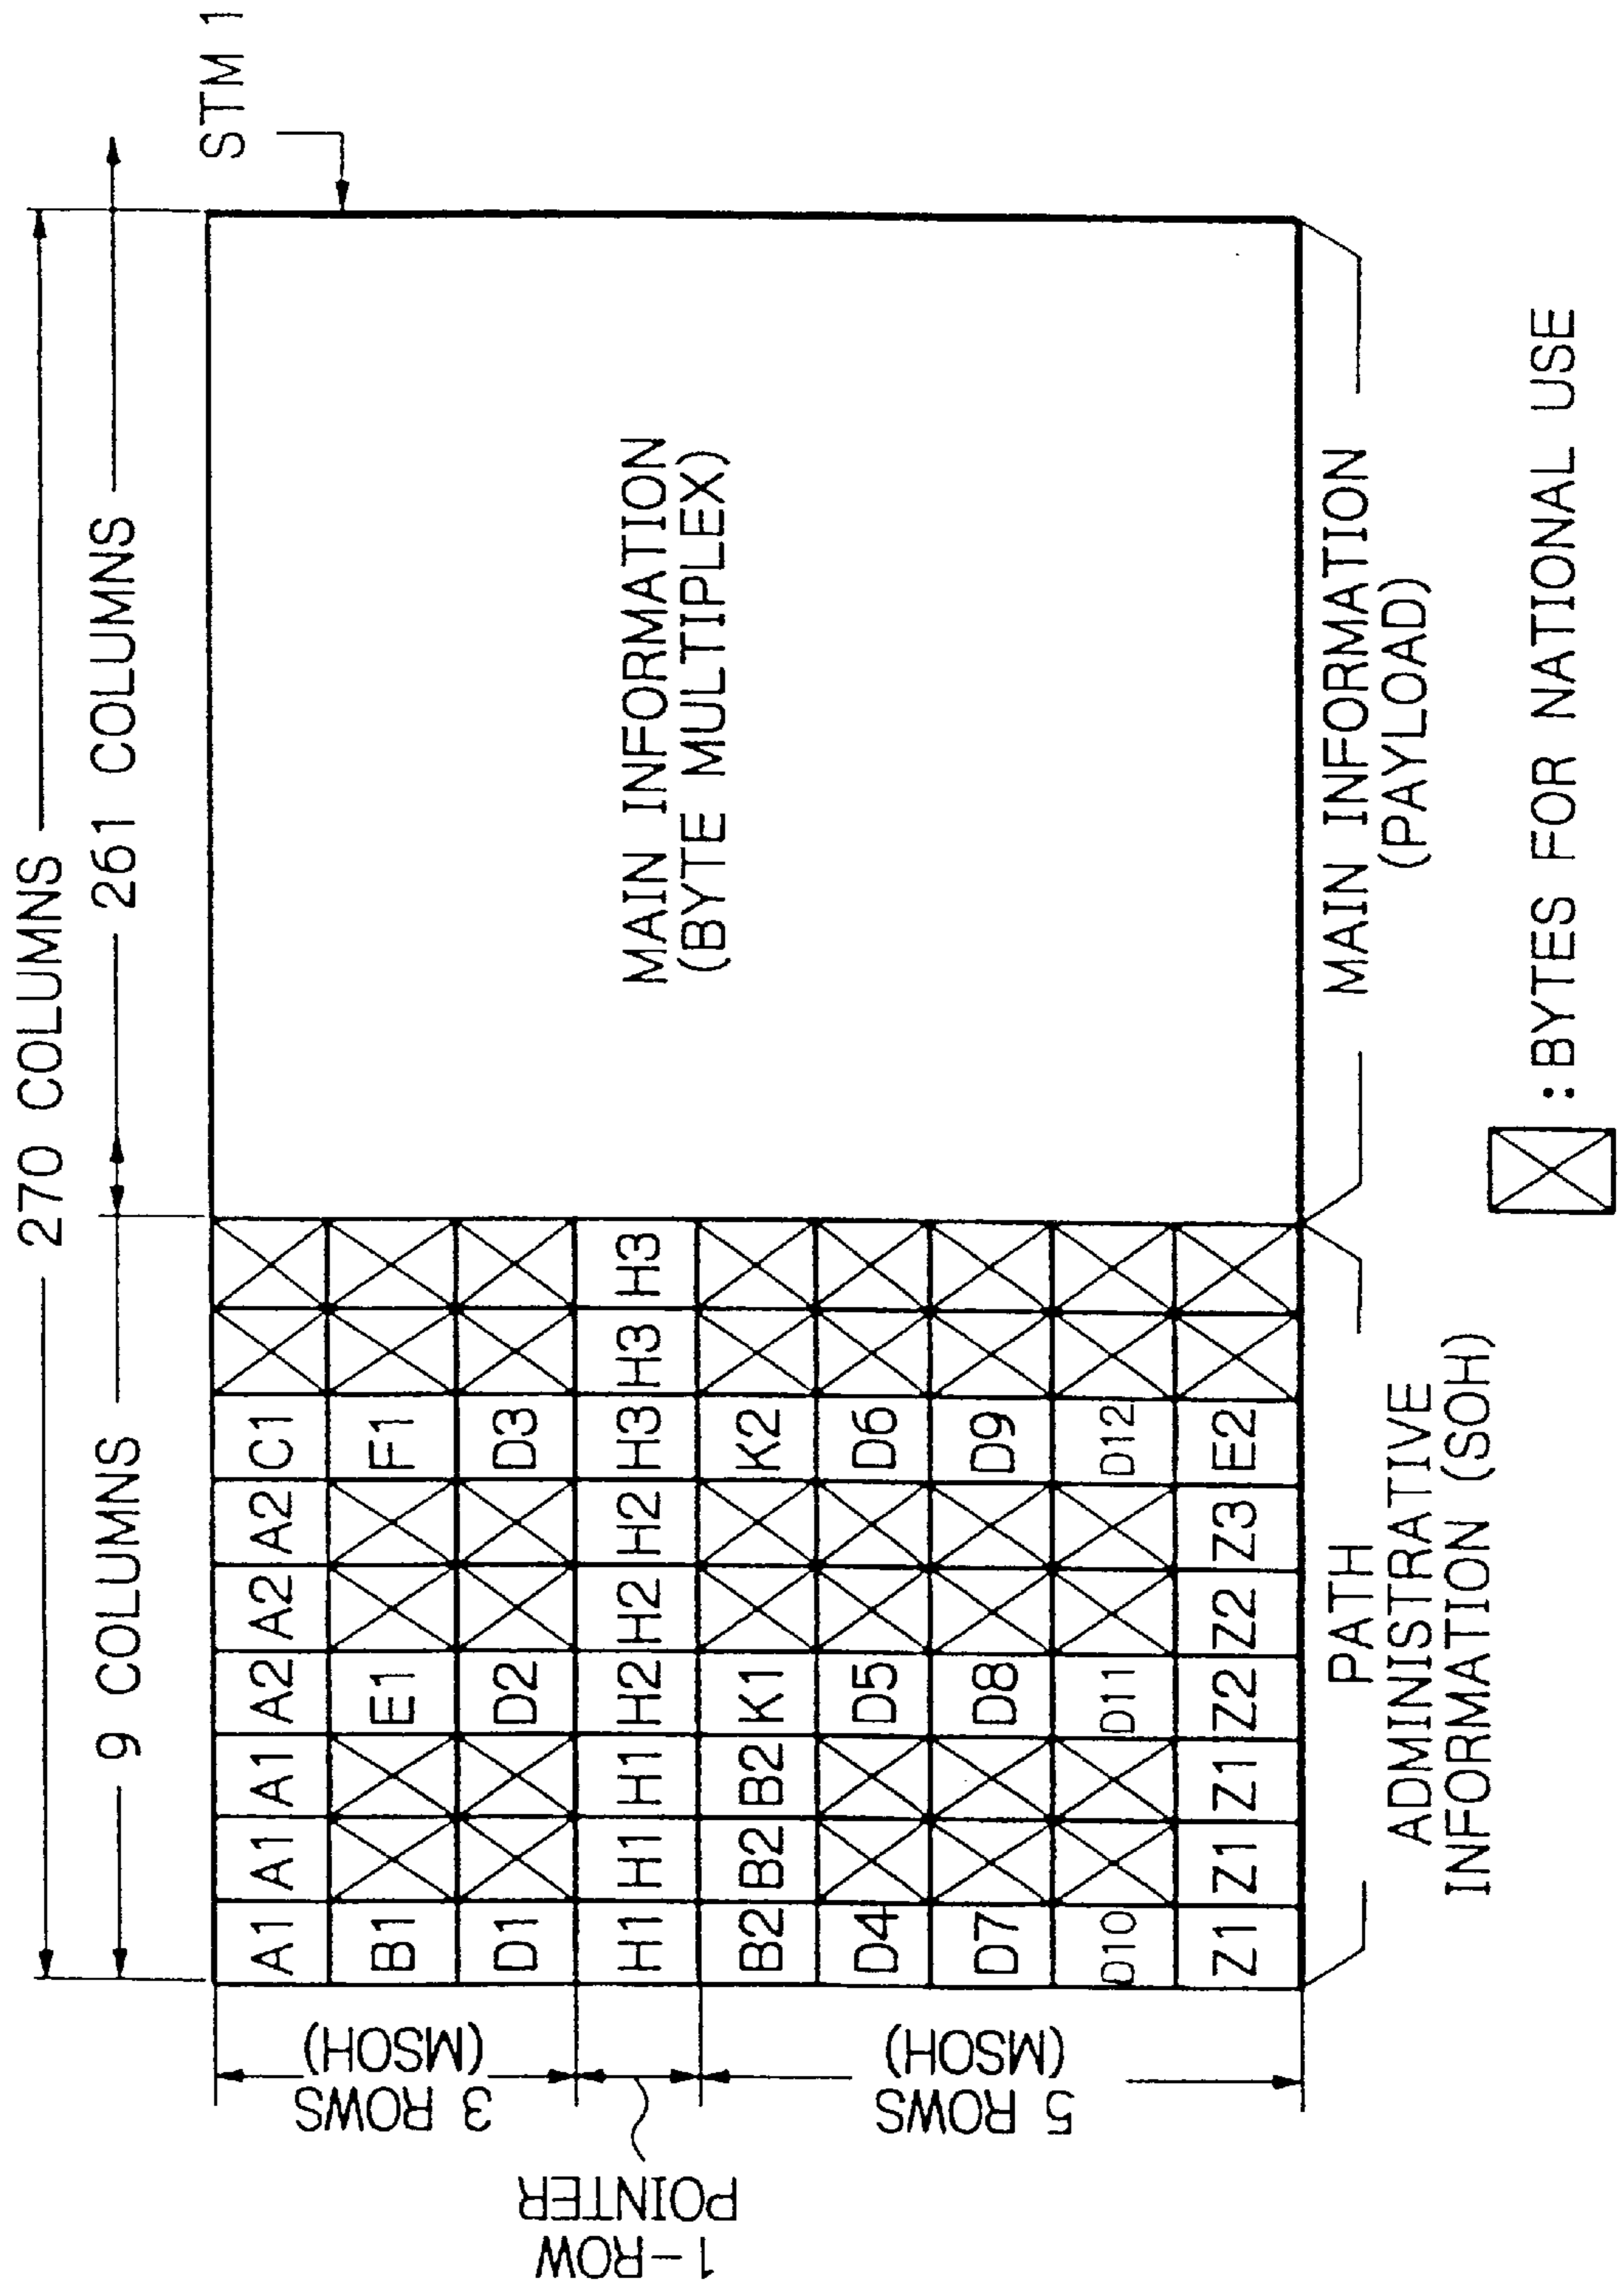 270 COLUMNS
9 COLUMNS
261 COLUMNS
STM 1
3 ROWS
(MSOH)
1-ROW
POINTER
5 ROWS
(MSOH)
A1 A1 A1 A2 A2 A2 C1
B1 E1 F1
D1 D2 D3
H1 H1 H1 H2 H2 H2 H3 H3 H3
B2 B2 B2 K1 K2
D4 D5 D6
D7 D8 D9
D10 D11 D12
Z1 Z1 Z1 Z2 Z2 Z3 E2
MAIN INFORMATION
(BYTE MULTIPLEX)
PATH
ADMINISTRATIVE
INFORMATION (SOH)
MAIN INFORMATION
(PAYLOAD)
: BYTES FOR NATIONAL USE